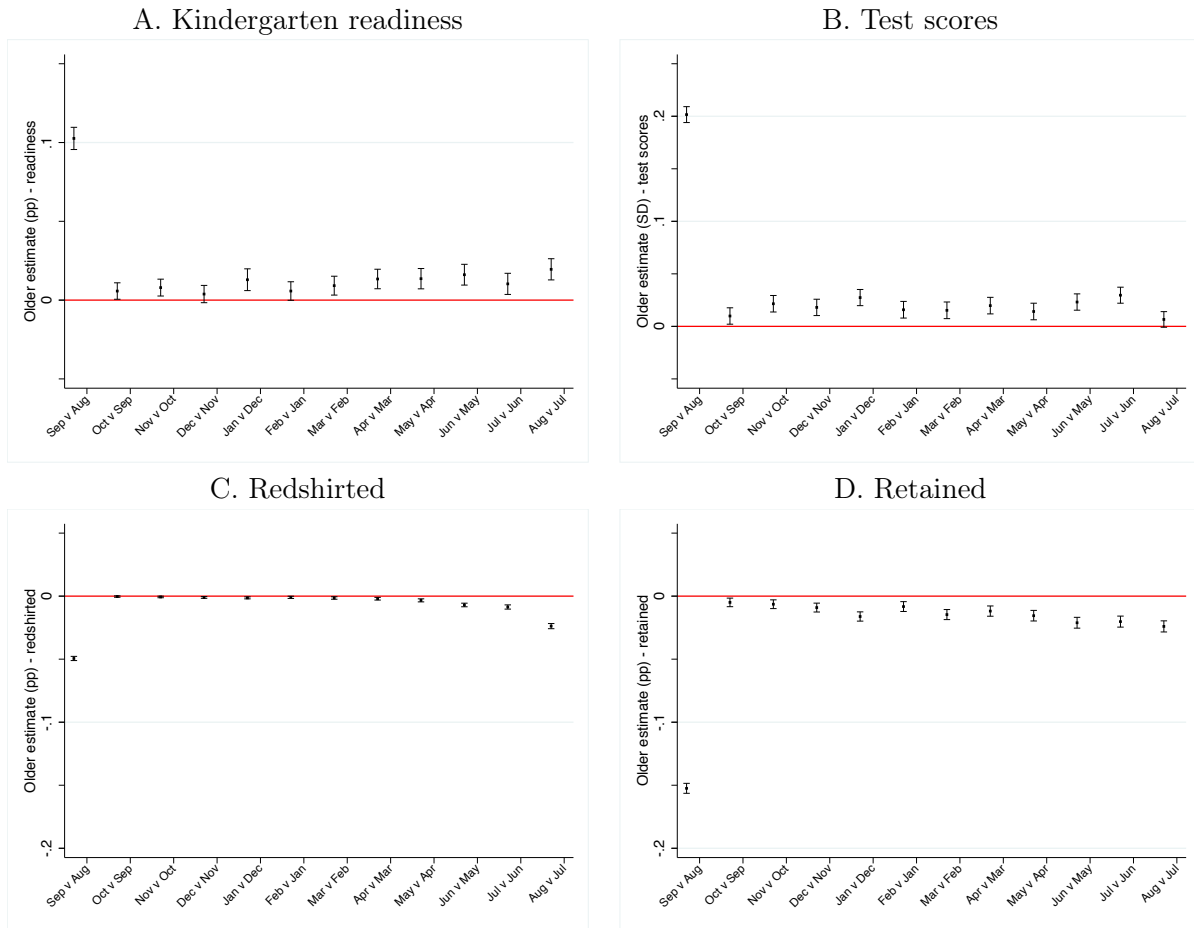 A. Kindergarten readiness
Older estimate (pp) - readiness
.1
0
Sep v Aug
Oct v Sep
Nov v Oct
Dec v Nov
Jan v Dec
Feb v Jan
Mar v Feb
Apr v Mar
May v Apr
Jun v May
Jul v Jun
Aug v Jul
B. Test scores
Older estimate (SD) - test scores
.2
.1
0
Sep v Aug
Oct v Sep
Nov v Oct
Dec v Nov
Jan v Dec
Feb v Jan
Mar v Feb
Apr v Mar
May v Apr
Jun v May
Jul v Jun
Aug v Jul
C. Redshirted
Older estimate (pp) - redshirted
0
-.1
-.2
Sep v Aug
Oct v Sep
Nov v Oct
Dec v Nov
Jan v Dec
Feb v Jan
Mar v Feb
Apr v Mar
May v Apr
Jun v May
Jul v Jun
Aug v Jul
D. Retained
Older estimate (pp) - retained
0
-.1
-.2
Sep v Aug
Oct v Sep
Nov v Oct
Dec v Nov
Jan v Dec
Feb v Jan
Mar v Feb
Apr v Mar
May v Apr
Jun v May
Jul v Jun
Aug v Jul